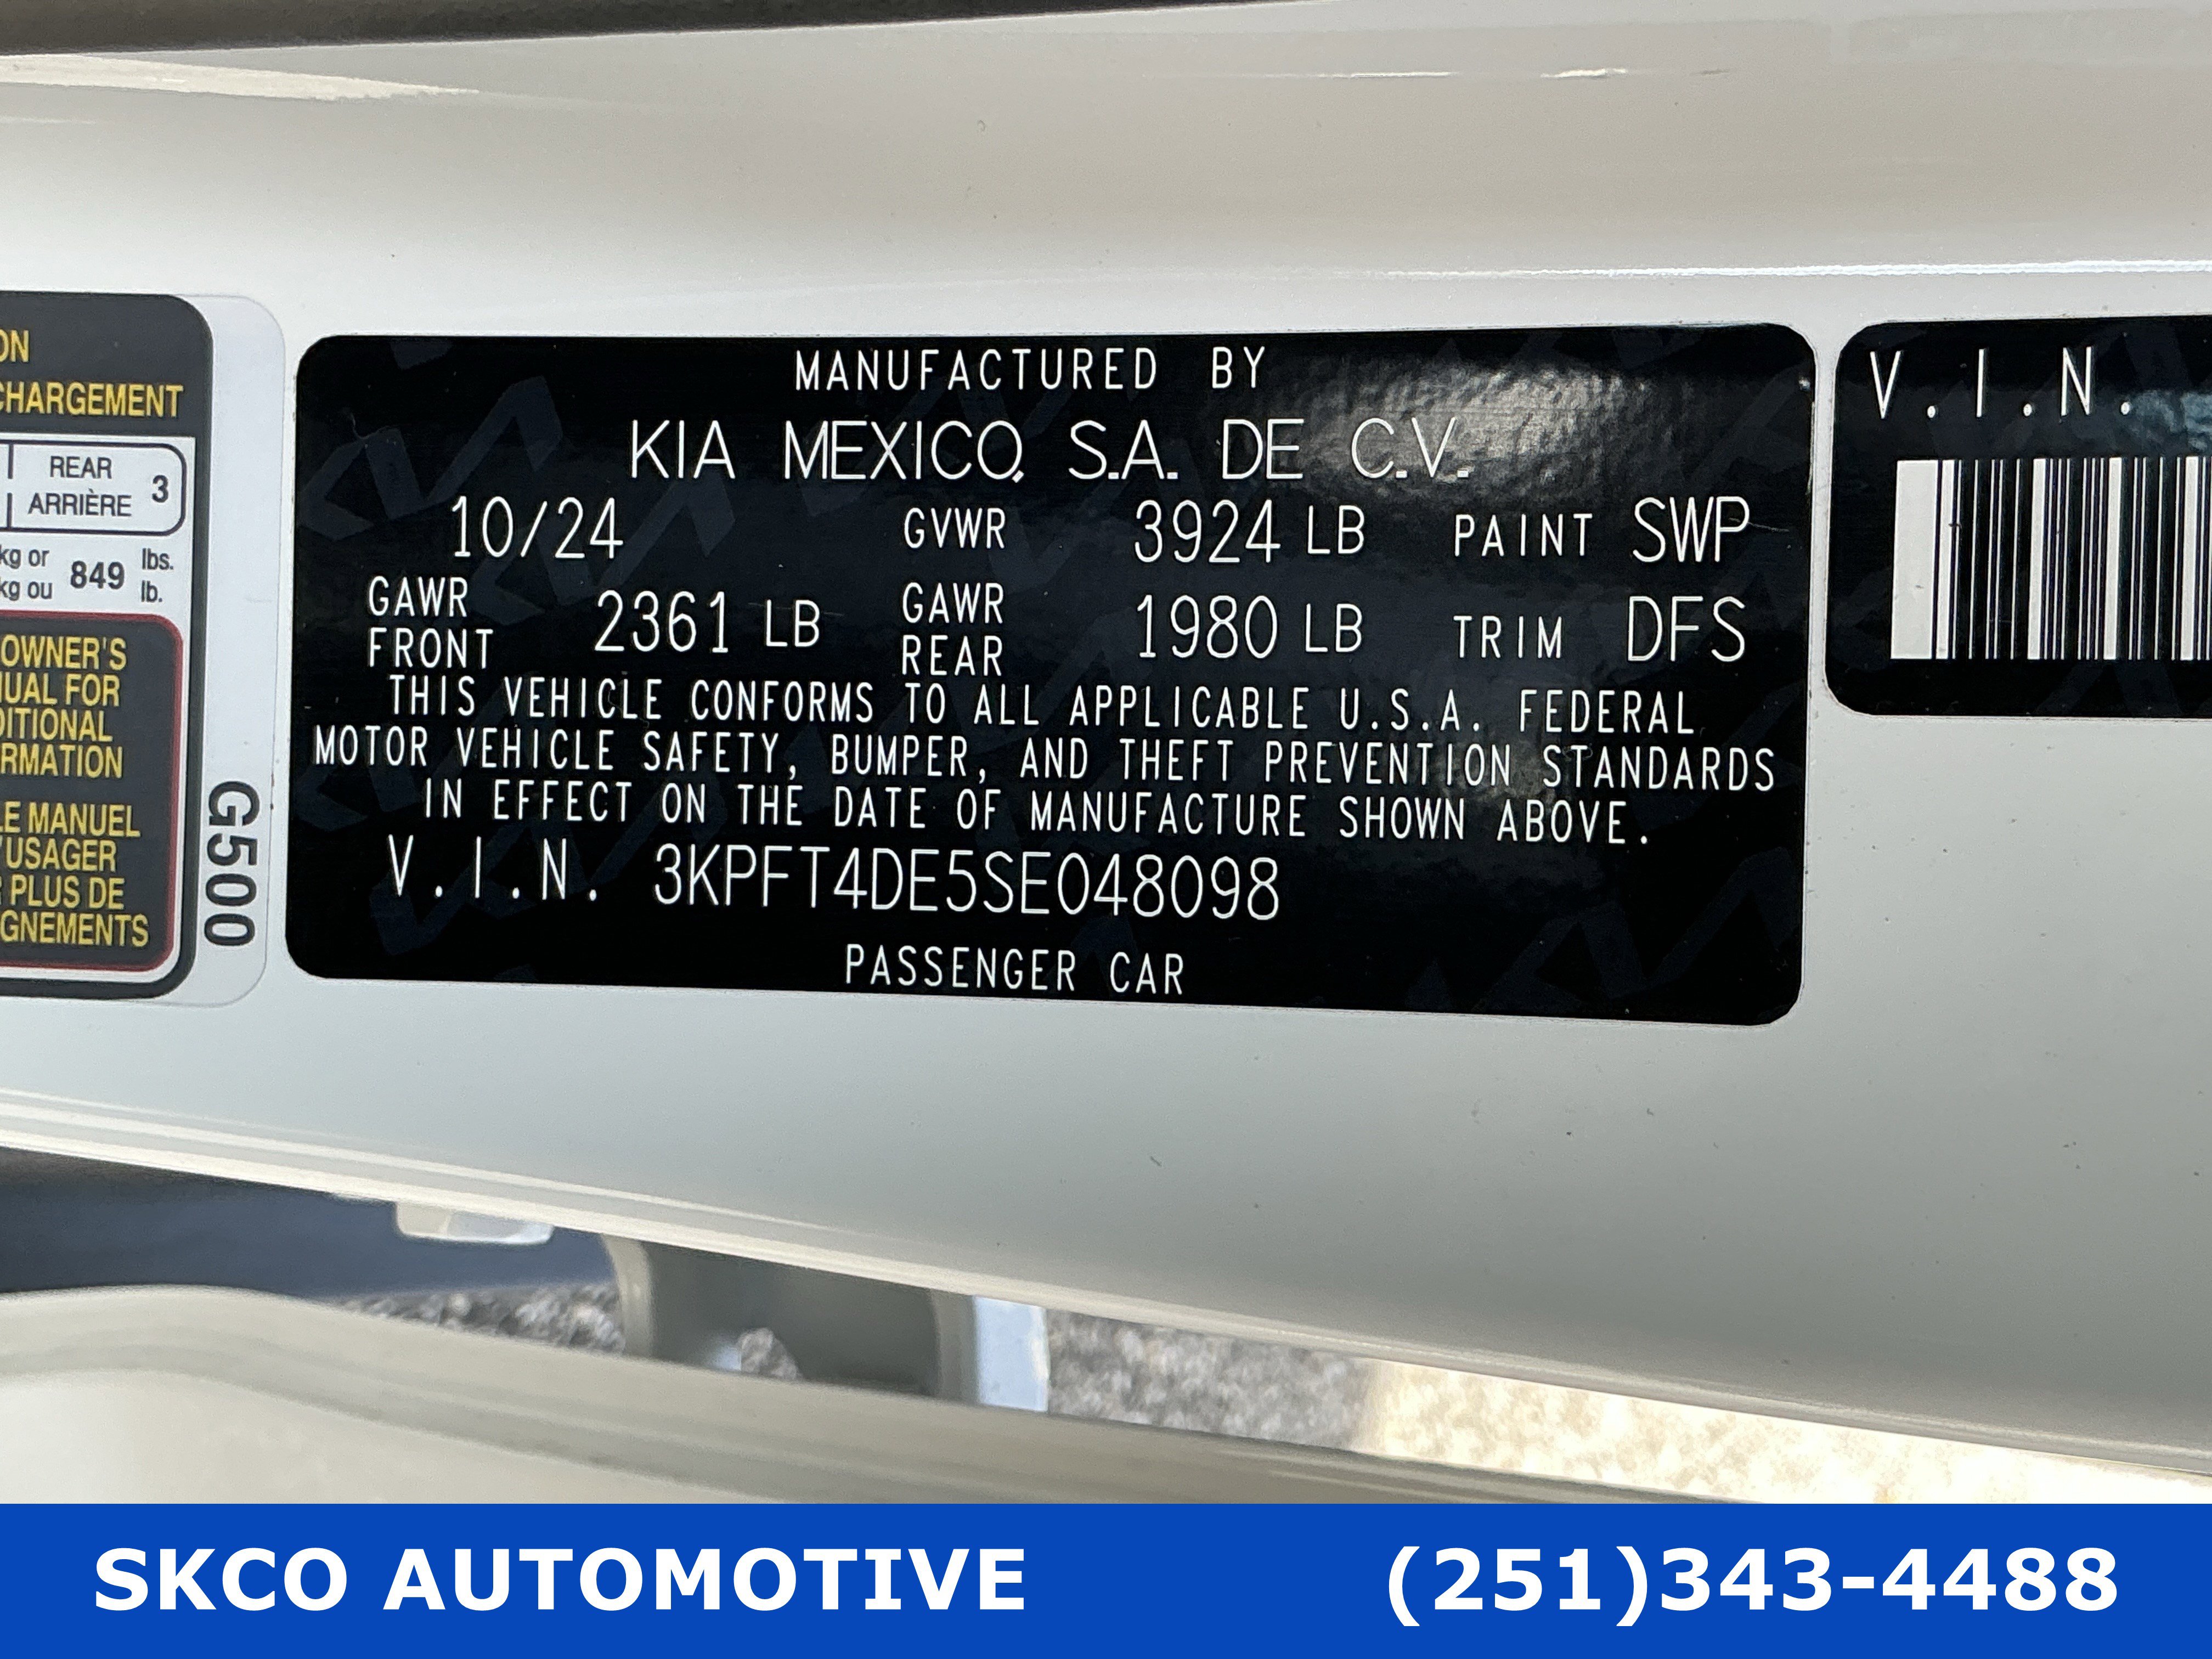 ON
CHARGEMENT
REAR
ARRIÈRE 3
kg or
kg ou 849 lbs.
lb.
OWNER'S
UAL FOR
DITIONAL
RMATION
LE MANUEL
'USAGER
PLUS DE
GNEMENTS
G500
MANUFACTURED BY
KIA MEXICO, S.A. DE C.V.
10/24 GVWR 3924 LB PAINT SWP
GAWR
FRONT 2361 LB GAWR
REAR 1980 LB TRIM DFS
THIS VEHICLE CONFORMS TO ALL APPLICABLE U.S.A. FEDERAL
MOTOR VEHICLE SAFETY, BUMPER, AND THEFT PREVENTION STANDARDS
IN EFFECT ON THE DATE OF MANUFACTURE SHOWN ABOVE.
V.I.N. 3KPFT4DE5SE048098
PASSENGER CAR
V.I.N.
SKCO AUTOMOTIVE (251)343-4488